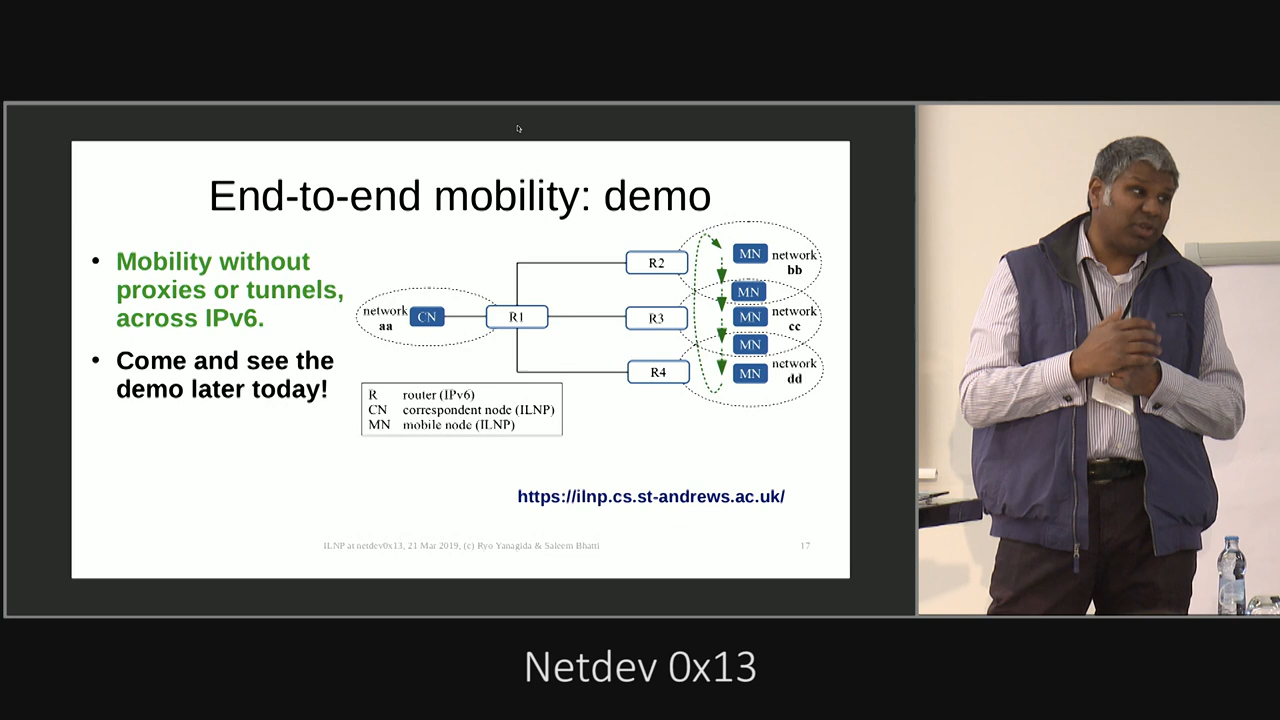 End-to-end mobility: demo
• Mobility without
proxies or tunnels,
across IPv6.
• Come and see the
demo later today!
network
aa
CN
R1
R2
R3
R4
MN
network
bb
MN
MN
network
cc
MN
MN
network
dd
R router (IPv6)
CN correspondent node (ILNP)
MN mobile node (ILNP)
https://ilnp.cs.st-andrews.ac.uk/
ILNP at netdev0x13, 21 Mar 2019, (c) Ryo Yanagida & Saleem Bhatti
17
Netdev 0x13